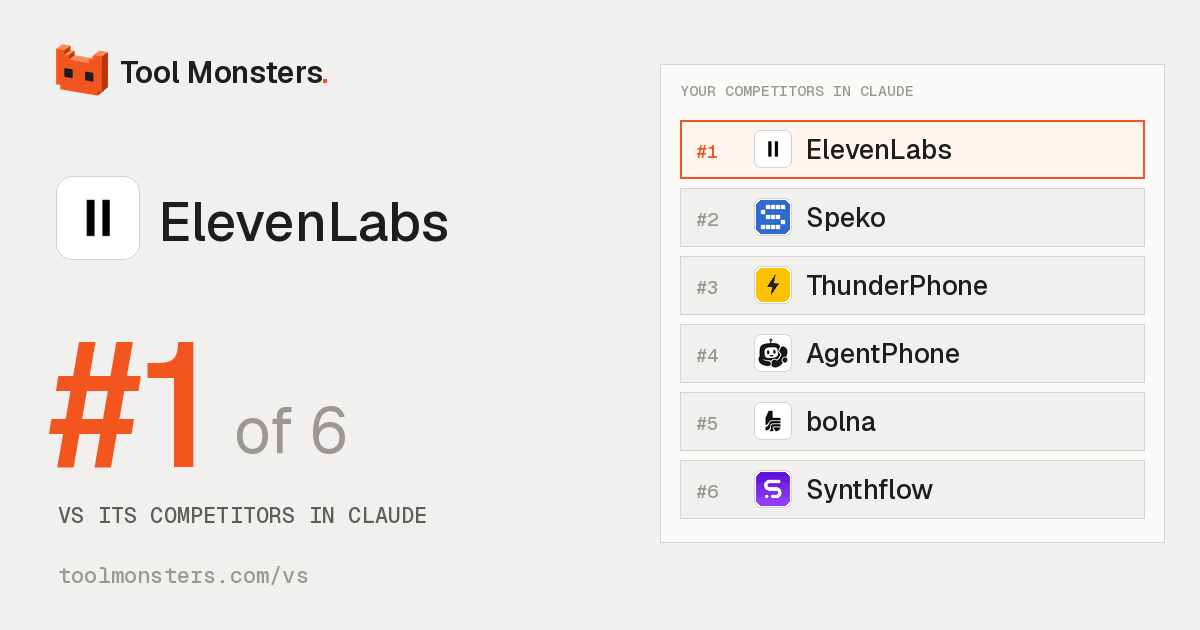 Tool Monsters.
ElevenLabs
#1 of 6
VS ITS COMPETITORS IN CLAUDE
toolmonsters.com/vs
YOUR COMPETITORS IN CLAUDE
#1 ElevenLabs
#2 Speko
#3 ThunderPhone
#4 AgentPhone
#5 bolna
#6 Synthflow